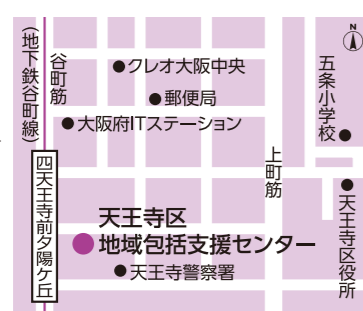 N
(地下鉄谷町線)
谷町筋
●クレオ大阪中央
●郵便局
●大阪府ITステーション
五条小学校●
上町筋
四天王寺前夕陽ケ丘
天王寺区
●地域包括支援センター
●天王寺警察署
●天王寺区役所